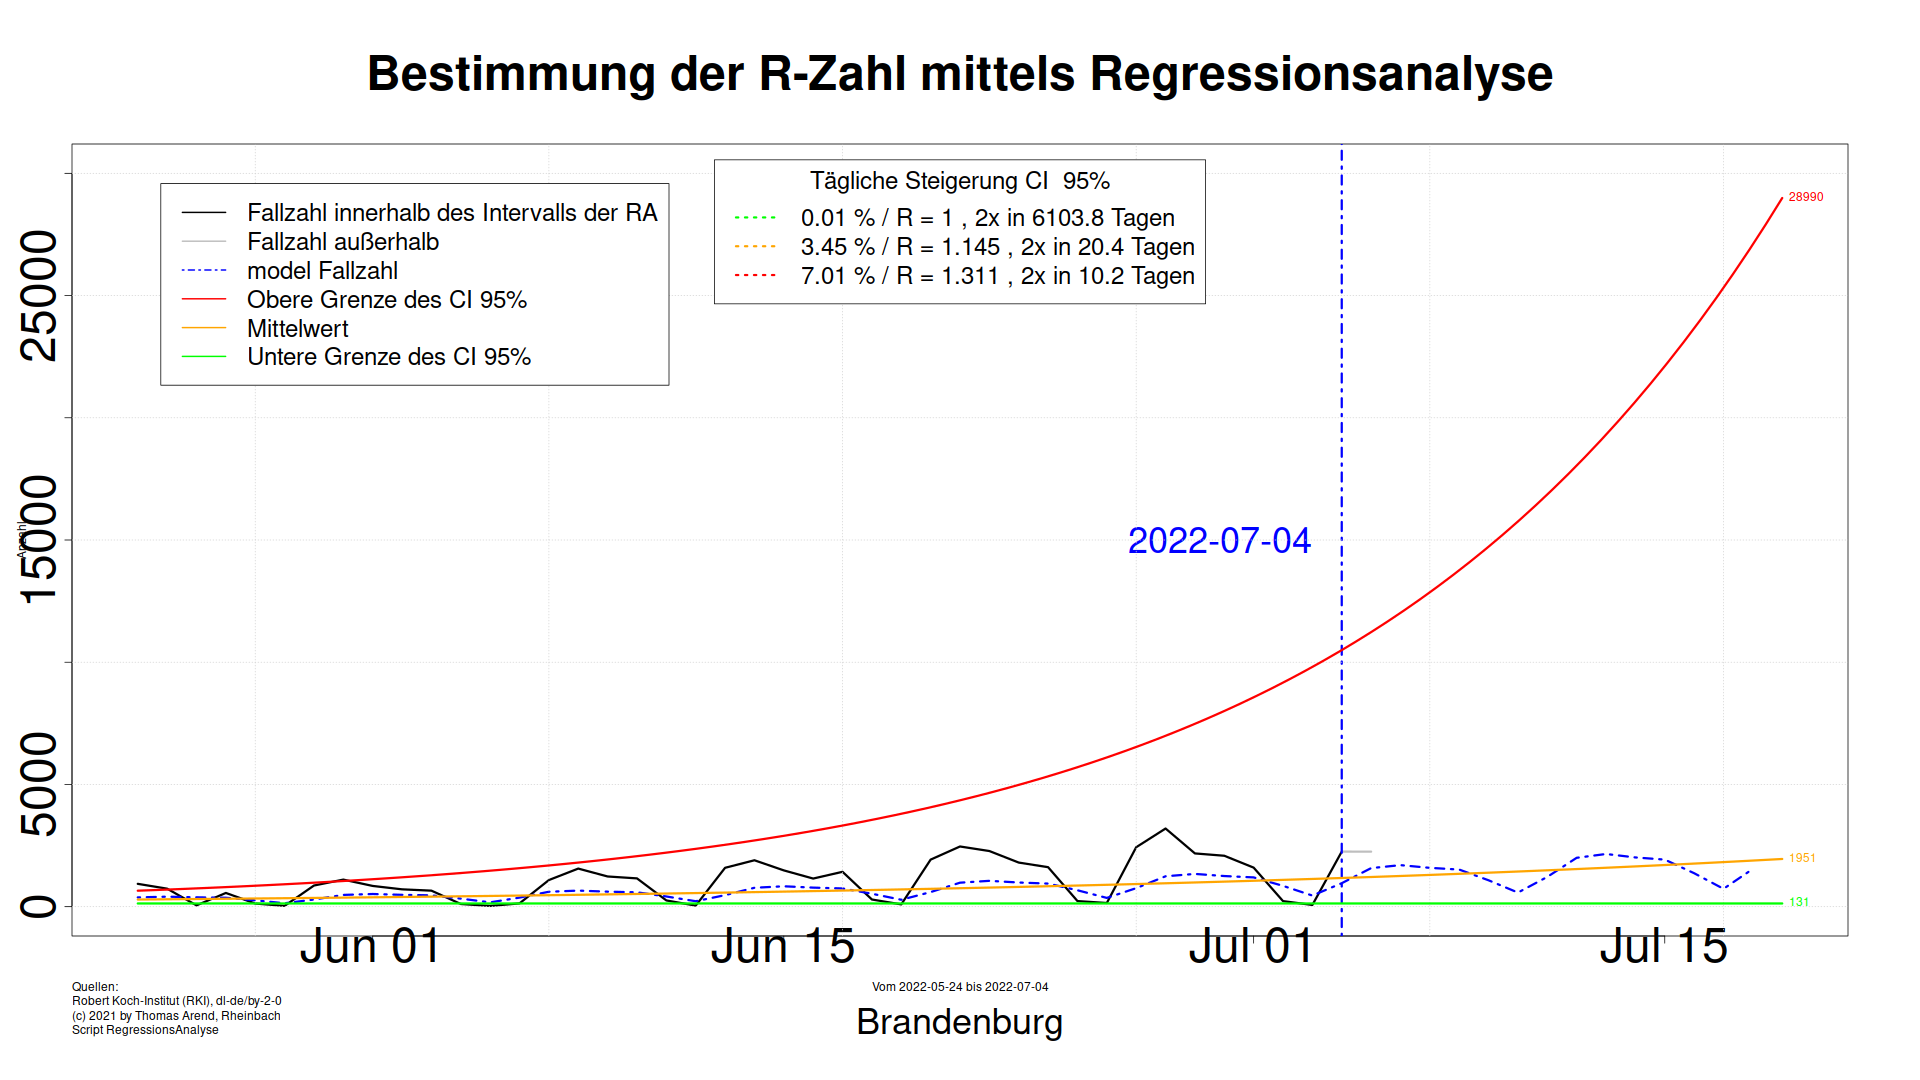 Bestimmung der R-Zahl mittels Regressionsanalyse
Fallzahl innerhalb des Intervalls der RA
Fallzahl außerhalb
model Fallzahl
Obere Grenze des CI 95%
Mittelwert
Untere Grenze des CI 95%
Tägliche Steigerung CI  95%
0.01 % / R = 1 , 2x in 6103.8 Tagen
3.45 % / R = 1.145 , 2x in 20.4 Tagen
7.01 % / R = 1.311 , 2x in 10.2 Tagen
28990
25000
2022-07-04
15000
Anzahl
5000
1951
131
0
Jun 01
Jun 15
Jul 01
Jul 15
Quellen:
Robert Koch-Institut (RKI), dl-de/by-2-0
(c) 2021 by Thomas Arend, Rheinbach
Script RegressionsAnalyse
Vom 2022-05-24 bis 2022-07-04
Brandenburg